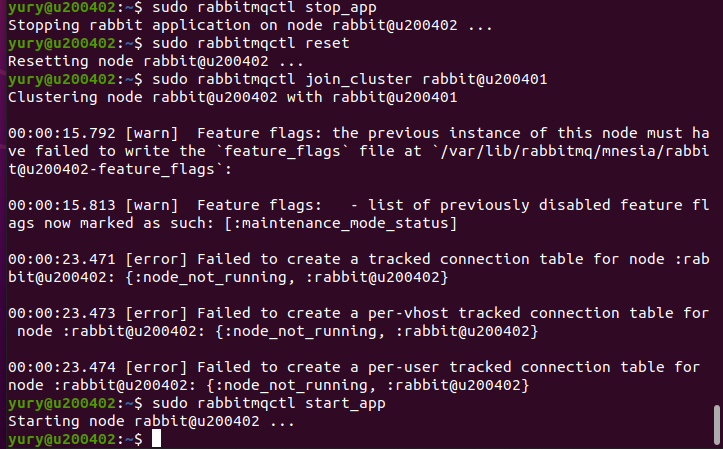 yury@u200402:~$ sudo rabbitmqctl stop_app
Stopping rabbit application on node rabbit@u200402 ...
yury@u200402:~$ sudo rabbitmqctl reset
Resetting node rabbit@u200402 ...
yury@u200402:~$ sudo rabbitmqctl join_cluster rabbit@u200401
Clustering node rabbit@u200402 with rabbit@u200401

00:00:15.792 [warn]  Feature flags: the previous instance of this node must ha
ve failed to write the `feature_flags` file at `/var/lib/rabbitmq/mnesia/rabbi
t@u200402-feature_flags`:

00:00:15.813 [warn]  Feature flags:   - list of previously disabled feature fl
ags now marked as such: [:maintenance_mode_status]

00:00:23.471 [error] Failed to create a tracked connection table for node :rab
bit@u200402: {:node_not_running, :rabbit@u200402}

00:00:23.473 [error] Failed to create a per-vhost tracked connection table for
 node :rabbit@u200402: {:node_not_running, :rabbit@u200402}

00:00:23.474 [error] Failed to create a per-user tracked connection table for 
node :rabbit@u200402: {:node_not_running, :rabbit@u200402}
yury@u200402:~$ sudo rabbitmqctl start_app
Starting node rabbit@u200402 ...
yury@u200402:~$